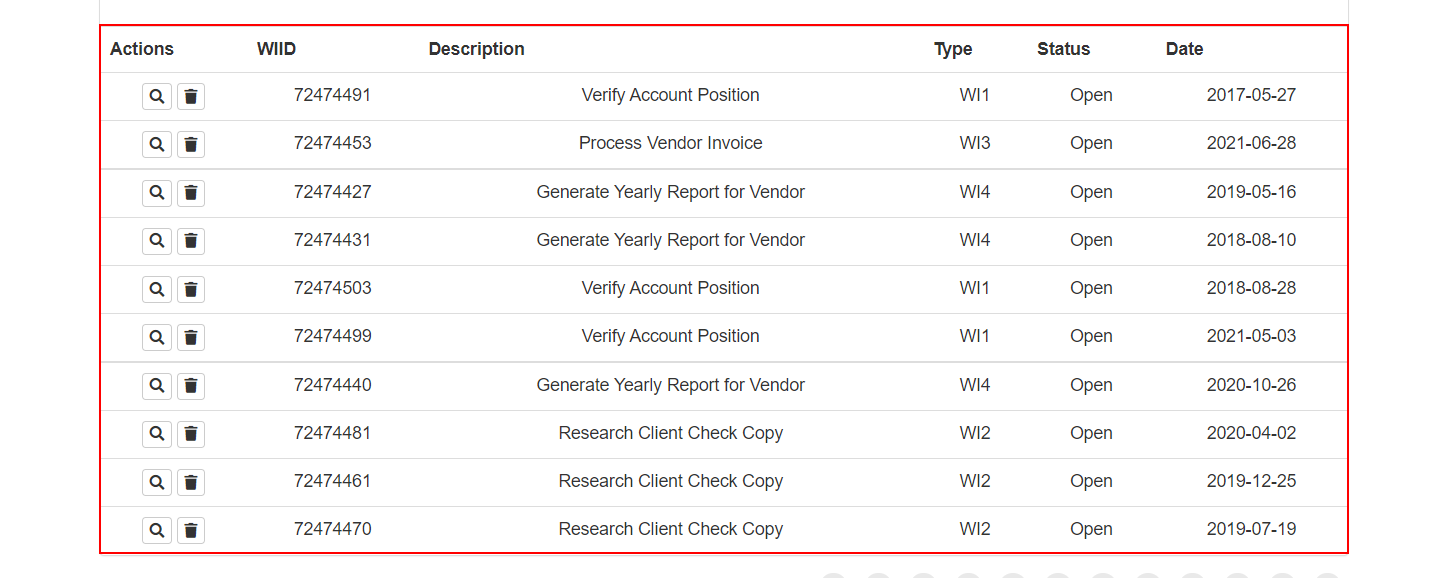 Actions WIID Description Type Status Date
72474491 Verify Account Position WI1 Open 2017-05-27
72474453 Process Vendor Invoice WI3 Open 2021-06-28
72474427 Generate Yearly Report for Vendor WI4 Open 2019-05-16
72474431 Generate Yearly Report for Vendor WI4 Open 2018-08-10
72474503 Verify Account Position WI1 Open 2018-08-28
72474499 Verify Account Position WI1 Open 2021-05-03
72474440 Generate Yearly Report for Vendor WI4 Open 2020-10-26
72474481 Research Client Check Copy WI2 Open 2020-04-02
72474461 Research Client Check Copy WI2 Open 2019-12-25
72474470 Research Client Check Copy WI2 Open 2019-07-19